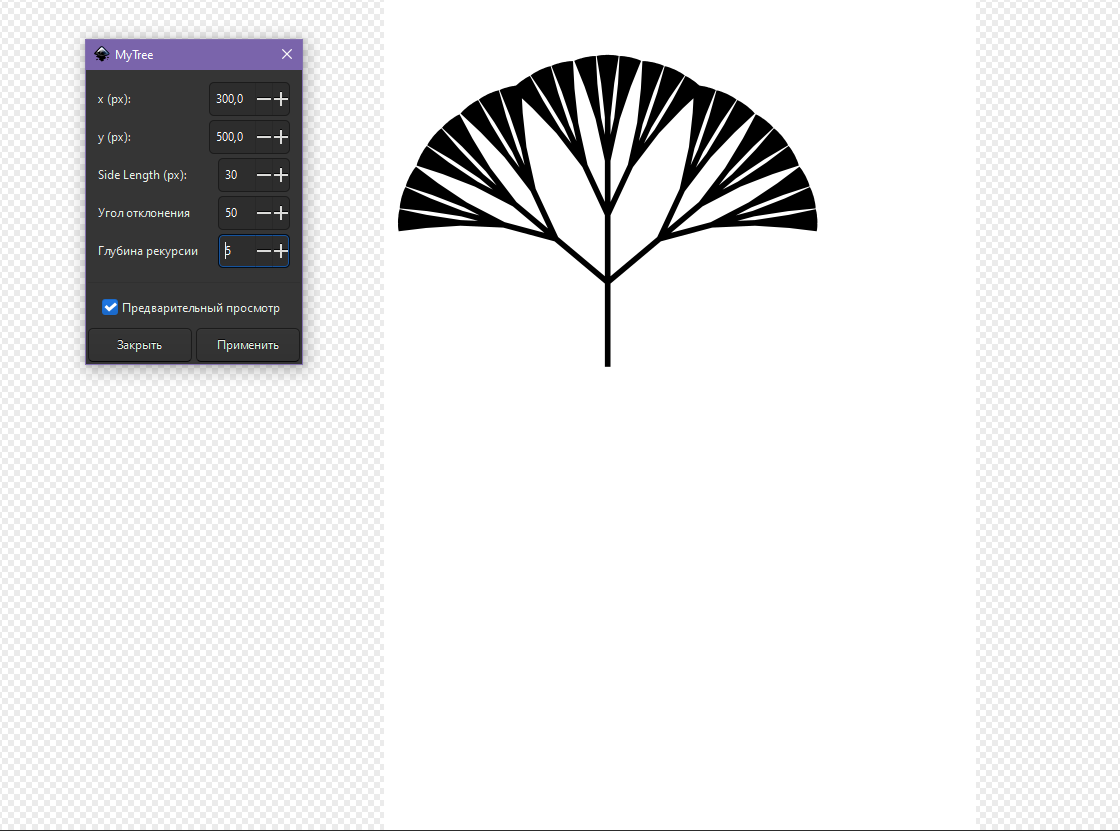 MyTree
x (px): 300,0
y (px): 500,0
Side Length (px): 30
Угол отклонения 50
Глубина рекурсии 5
Предварительный просмотр
Закрыть Применить